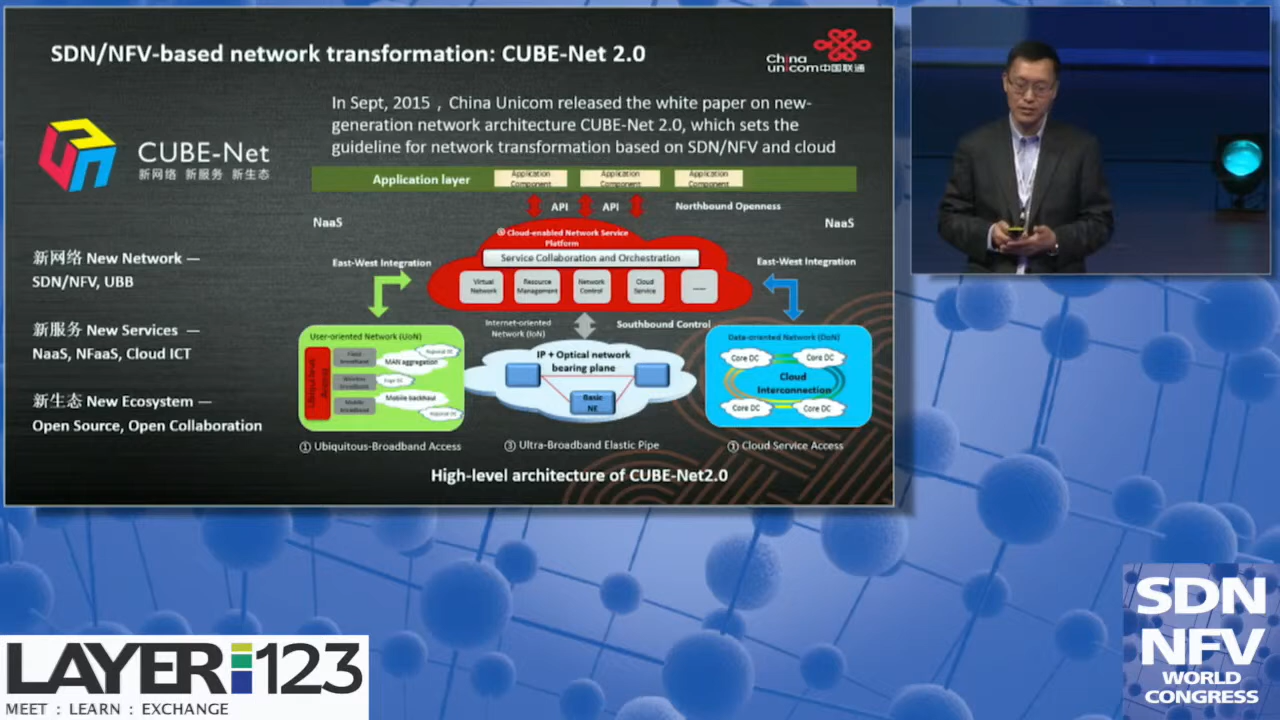 SDN/NFV-based network transformation: CUBE-Net 2.0
China
unicom中国联通
In Sept, 2015，China Unicom released the white paper on new-
generation network architecture CUBE-Net 2.0, which sets the
guideline for network transformation based on SDN/NFV and cloud
CUBE-Net
新网络 新服务 新生态
Application layer
Application
Component
Application
Component
Application
Component
API
API
Northbound Openness
NaaS
NaaS
Cloud-enabled Network Service
Platform
Service Collaboration and Orchestration
East-West Integration
East-West Integration
Virtual
Network
Resource
Management
Network
Control
Cloud
Service
......
新网络 New Network —
SDN/NFV, UBB
新服务 New Services —
NaaS, NFaaS, Cloud ICT
新生态 New Ecosystem —
Open Source, Open Collaboration
Internet-oriented
Network (IoN)
Southbound Control
User-oriented Network (UoN)
MAN aggregation
Mobile backhaul
IP + Optical network
bearing plane
Basic
NE
Data-oriented Network (DoN)
Core DC
Core DC
Cloud
Interconnection
Core DC
Core DC
① Ubiquitous-Broadband Access
③ Ultra-Broadband Elastic Pipe
① Cloud Service Access
High-level architecture of CUBE-Net2.0
LAYER123
MEET : LEARN : EXCHANGE
SDN
NFV
WORLD
CONGRESS